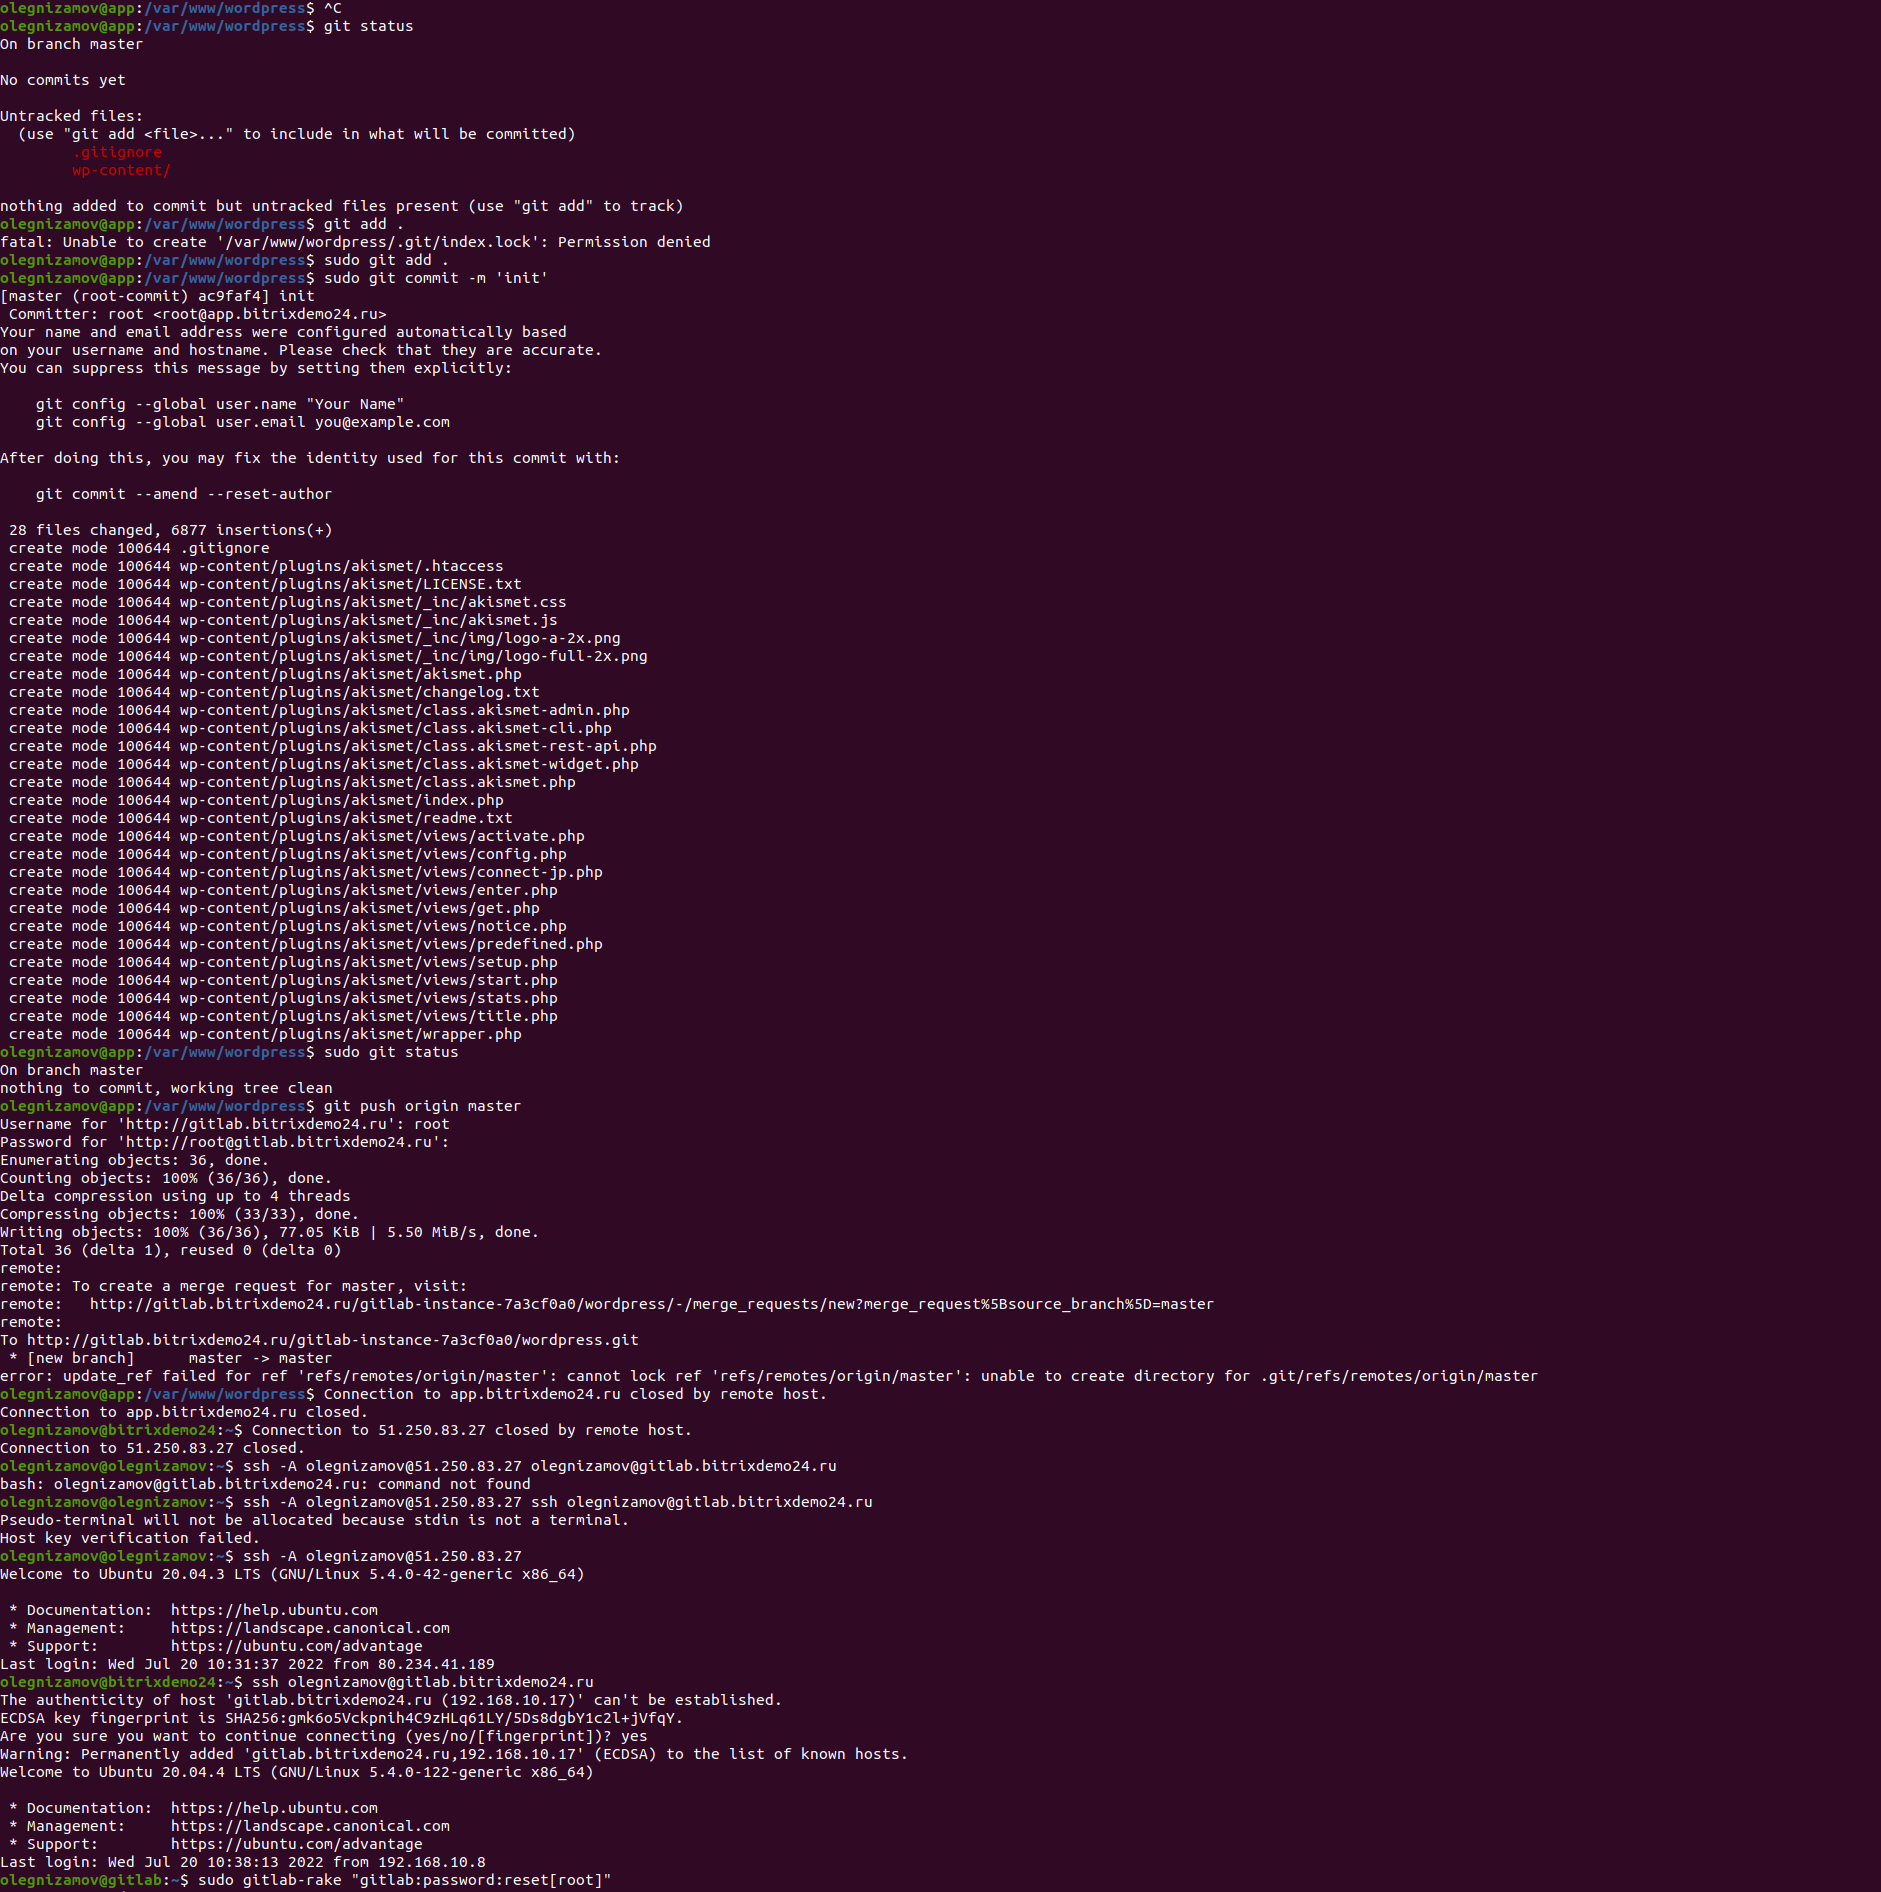 olegnizamov@app:/var/www/wordpress$ ^C
olegnizamov@app:/var/www/wordpress$ git status
On branch master

No commits yet

Untracked files:
  (use "git add <file>..." to include in what will be committed)
        .gitignore
        wp-content/

nothing added to commit but untracked files present (use "git add" to track)
olegnizamov@app:/var/www/wordpress$ git add .
fatal: Unable to create '/var/www/wordpress/.git/index.lock': Permission denied
olegnizamov@app:/var/www/wordpress$ sudo git add .
olegnizamov@app:/var/www/wordpress$ sudo git commit -m 'init'
[master (root-commit) ac9faf4] init
 Committer: root <root@app.bitrixdemo24.ru>
Your name and email address were configured automatically based
on your username and hostname. Please check that they are accurate.
You can suppress this message by setting them explicitly:

    git config --global user.name "Your Name"
    git config --global user.email you@example.com

After doing this, you may fix the identity used for this commit with:

    git commit --amend --reset-author

 28 files changed, 6877 insertions(+)
 create mode 100644 .gitignore
 create mode 100644 wp-content/plugins/akismet/.htaccess
 create mode 100644 wp-content/plugins/akismet/LICENSE.txt
 create mode 100644 wp-content/plugins/akismet/_inc/akismet.css
 create mode 100644 wp-content/plugins/akismet/_inc/akismet.js
 create mode 100644 wp-content/plugins/akismet/_inc/img/logo-a-2x.png
 create mode 100644 wp-content/plugins/akismet/_inc/img/logo-full-2x.png
 create mode 100644 wp-content/plugins/akismet/akismet.php
 create mode 100644 wp-content/plugins/akismet/changelog.txt
 create mode 100644 wp-content/plugins/akismet/class.akismet-admin.php
 create mode 100644 wp-content/plugins/akismet/class.akismet-cli.php
 create mode 100644 wp-content/plugins/akismet/class.akismet-rest-api.php
 create mode 100644 wp-content/plugins/akismet/class.akismet-widget.php
 create mode 100644 wp-content/plugins/akismet/class.akismet.php
 create mode 100644 wp-content/plugins/akismet/index.php
 create mode 100644 wp-content/plugins/akismet/readme.txt
 create mode 100644 wp-content/plugins/akismet/views/activate.php
 create mode 100644 wp-content/plugins/akismet/views/config.php
 create mode 100644 wp-content/plugins/akismet/views/connect-jp.php
 create mode 100644 wp-content/plugins/akismet/views/enter.php
 create mode 100644 wp-content/plugins/akismet/views/get.php
 create mode 100644 wp-content/plugins/akismet/views/notice.php
 create mode 100644 wp-content/plugins/akismet/views/predefined.php
 create mode 100644 wp-content/plugins/akismet/views/setup.php
 create mode 100644 wp-content/plugins/akismet/views/start.php
 create mode 100644 wp-content/plugins/akismet/views/stats.php
 create mode 100644 wp-content/plugins/akismet/views/title.php
 create mode 100644 wp-content/plugins/akismet/wrapper.php
olegnizamov@app:/var/www/wordpress$ sudo git status
On branch master
nothing to commit, working tree clean
olegnizamov@app:/var/www/wordpress$ git push origin master
Username for 'http://gitlab.bitrixdemo24.ru': root
Password for 'http://root@gitlab.bitrixdemo24.ru':
Enumerating objects: 36, done.
Counting objects: 100% (36/36), done.
Delta compression using up to 4 threads
Compressing objects: 100% (33/33), done.
Writing objects: 100% (36/36), 77.05 KiB | 5.50 MiB/s, done.
Total 36 (delta 1), reused 0 (delta 0)
remote:
remote: To create a merge request for master, visit:
remote:   http://gitlab.bitrixdemo24.ru/gitlab-instance-7a3cf0a0/wordpress/-/merge_requests/new?merge_request%5Bsource_branch%5D=master
remote:
To http://gitlab.bitrixdemo24.ru/gitlab-instance-7a3cf0a0/wordpress.git
 * [new branch]      master -> master
error: update_ref failed for ref 'refs/remotes/origin/master': cannot lock ref 'refs/remotes/origin/master': unable to create directory for .git/refs/remotes/origin/master
olegnizamov@app:/var/www/wordpress$ Connection to app.bitrixdemo24.ru closed by remote host.
Connection to app.bitrixdemo24.ru closed.
olegnizamov@bitrixdemo24:~$ Connection to 51.250.83.27 closed by remote host.
Connection to 51.250.83.27 closed.
olegnizamov@olegnizamov:~$ ssh -A olegnizamov@51.250.83.27 olegnizamov@gitlab.bitrixdemo24.ru
bash: olegnizamov@gitlab.bitrixdemo24.ru: command not found
olegnizamov@olegnizamov:~$ ssh -A olegnizamov@51.250.83.27 ssh olegnizamov@gitlab.bitrixdemo24.ru
Pseudo-terminal will not be allocated because stdin is not a terminal.
Host key verification failed.
olegnizamov@olegnizamov:~$ ssh -A olegnizamov@51.250.83.27
Welcome to Ubuntu 20.04.3 LTS (GNU/Linux 5.4.0-42-generic x86_64)

 * Documentation:  https://help.ubuntu.com
 * Management:     https://landscape.canonical.com
 * Support:        https://ubuntu.com/advantage
Last login: Wed Jul 20 10:31:37 2022 from 80.234.41.189
olegnizamov@bitrixdemo24:~$ ssh olegnizamov@gitlab.bitrixdemo24.ru
The authenticity of host 'gitlab.bitrixdemo24.ru (192.168.10.17)' can't be established.
ECDSA key fingerprint is SHA256:gmk6o5Vckpnih4C9zHLq61LY/5Ds8dgbY1c2l+jVfqY.
Are you sure you want to continue connecting (yes/no/[fingerprint])? yes
Warning: Permanently added 'gitlab.bitrixdemo24.ru,192.168.10.17' (ECDSA) to the list of known hosts.
Welcome to Ubuntu 20.04.4 LTS (GNU/Linux 5.4.0-122-generic x86_64)

 * Documentation:  https://help.ubuntu.com
 * Management:     https://landscape.canonical.com
 * Support:        https://ubuntu.com/advantage
Last login: Wed Jul 20 10:38:13 2022 from 192.168.10.8
olegnizamov@gitlab:~$ sudo gitlab-rake "gitlab:password:reset[root]"